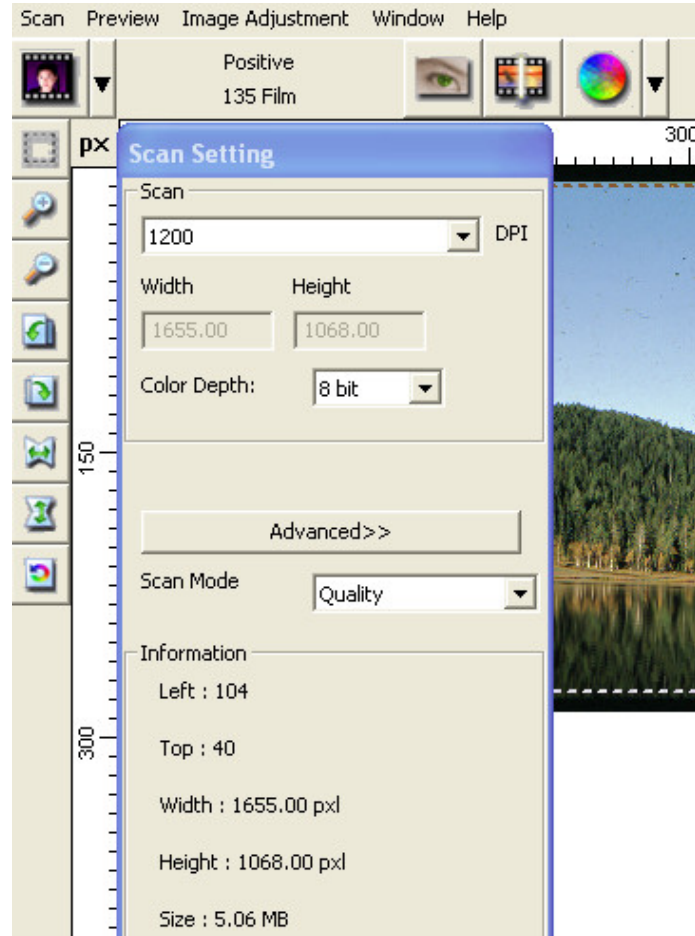 Scan Preview Image Adjustment Window Help
Positive
135 Film
px
300
Scan Setting
Scan
1200 DPI
Width Height
1655.00 1068.00
Color Depth: 8 bit
150
Advanced>>
Scan Mode Quality
Information
Left : 104
300
Top : 40
Width : 1655.00 pxl
Height : 1068.00 pxl
Size : 5.06 MB